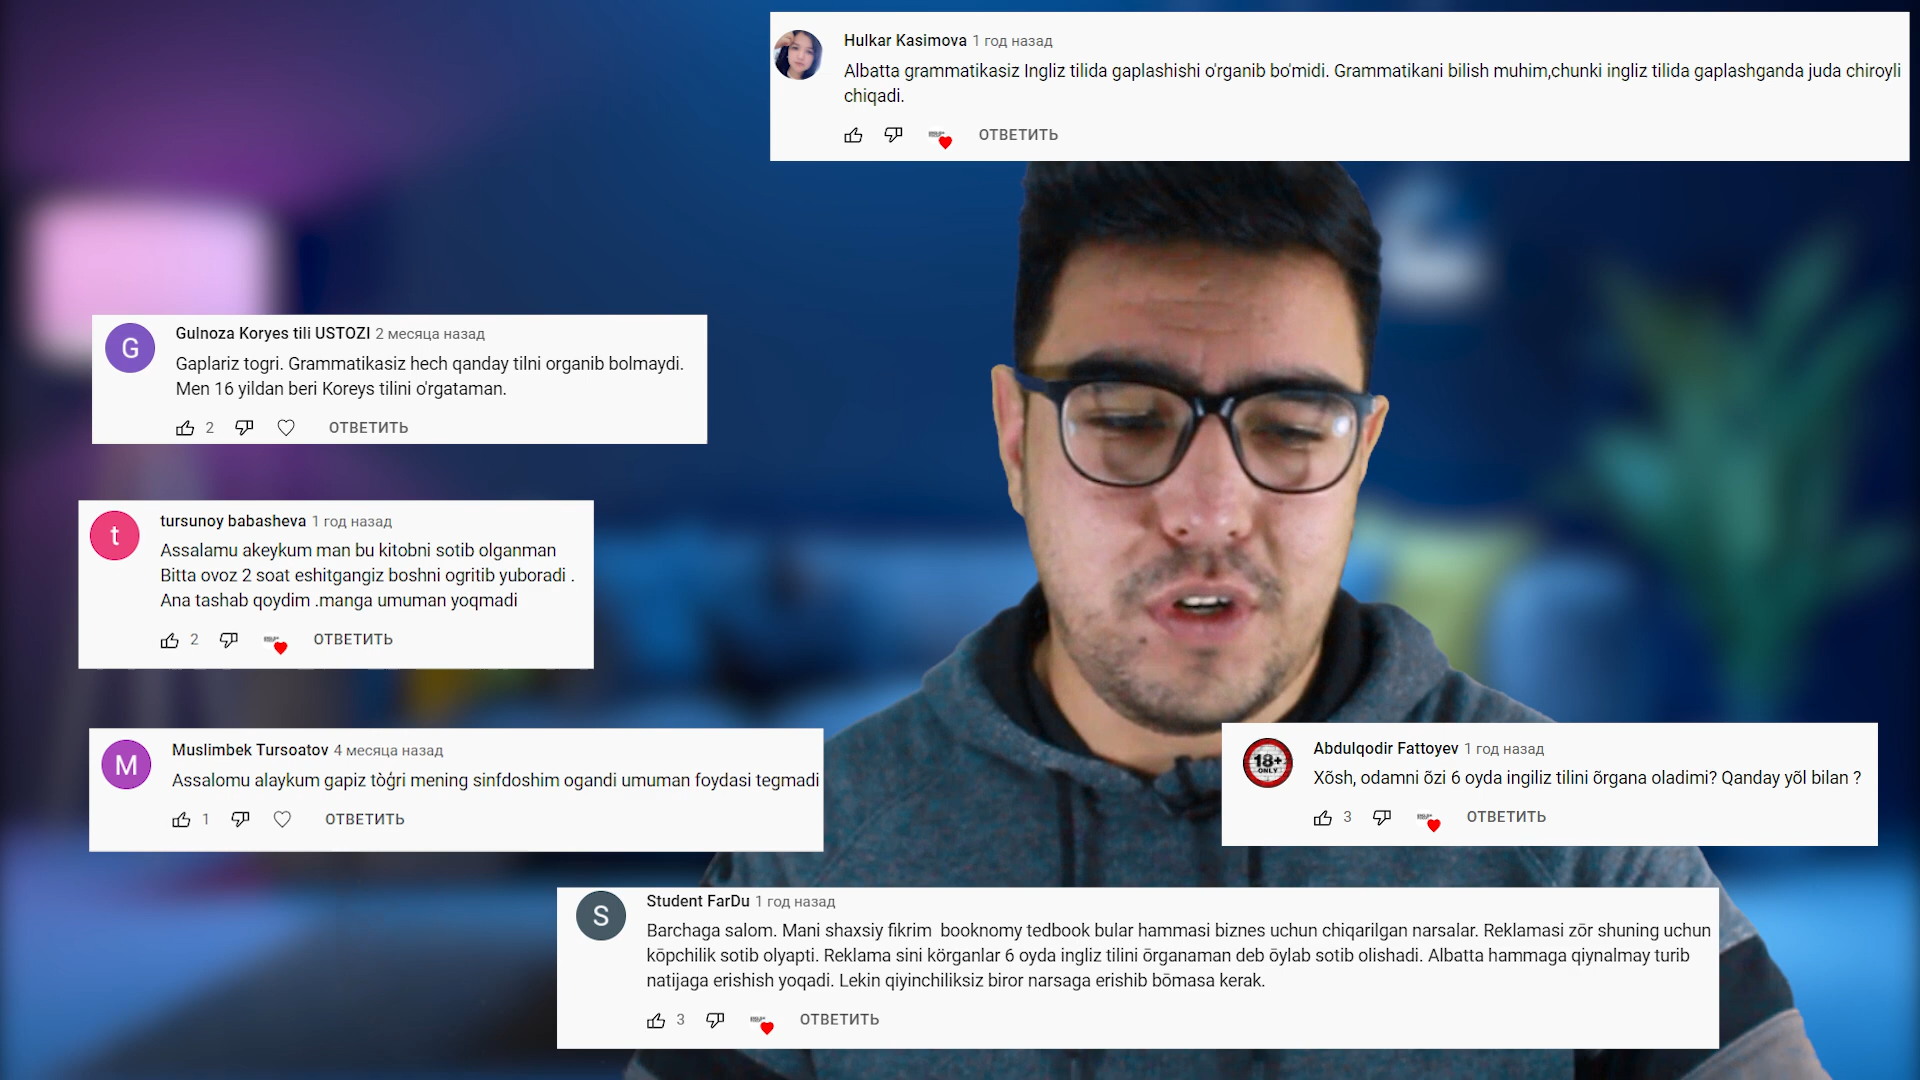 Hulkar Kasimova 1 год назад
Albatta grammatikasiz Ingliz tilida gaplashishi o'rganib bo'midi. Grammatikani bilish muhim,chunki ingliz tilida gaplashganda juda chiroyli
chiqadi.
ОТВЕТИТЬ
G
Gulnoza Koryes tili USTOZI 2 месяца назад
Gaplariz togri. Grammatikasiz hech qanday tilni organib bolmaydi.
Men 16 yildan beri Koreys tilini o'rgataman.
2 ОТВЕТИТЬ
t
tursunoy babasheva 1 год назад
Assalamu akeykum man bu kitobni sotib olganman
Bitta ovoz 2 soat eshitgangiz boshni ogritib yuboradi .
Ana tashab qoydim .manga umuman yoqmadi
2 ОТВЕТИТЬ
M
Muslimbek Tursoatov 4 месяца назад
Assalomu alaykum gapiz tòģri mening sinfdoshim ogandi umuman foydasi tegmadi
1 ОТВЕТИТЬ
18+
ONLY
Abdulqodir Fattoyev 1 год назад
Xõsh, odamni õzi 6 oyda ingiliz tilini õrgana oladimi? Qanday yõl bilan ?
3 ОТВЕТИТЬ
S
Student FarDu 1 год назад
Barchaga salom. Mani shaxsiy fikrim booknomy tedbook bular hammasi biznes uchun chiqarilgan narsalar. Reklamasi zõr shuning uchun
kõpchilik sotib olyapti. Reklama sini körganlar 6 oyda ingliz tilini õrganaman deb õylab sotib olishadi. Albatta hammaga qiynalmay turib
natijaga erishish yoqadi. Lekin qiyinchiliksiz biror narsaga erishib bõmasa kerak.
3 ОТВЕТИТЬ